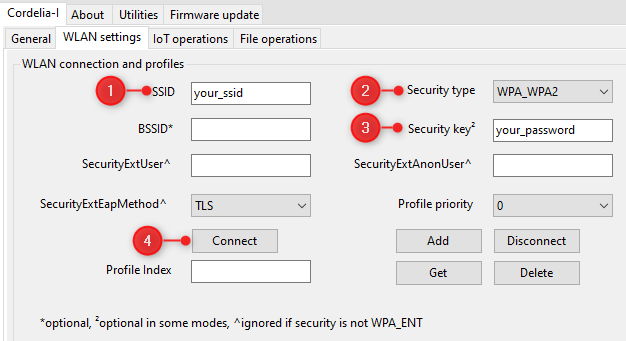 Cordelia-I About Utilities Firmware update
General WLAN settings IoT operations File operations
WLAN connection and profiles
1 SSID your_ssid 2 Security type WPA_WPA2
BSSID* 3 Security key² your_password
SecurityExtUser^ SecurityExtAnonUser^
SecurityExtEapMethod^ TLS Profile priority 0
4 Connect Add Disconnect
Profile Index Get Delete
*optional, ²optional in some modes, ^ignored if security is not WPA_ENT